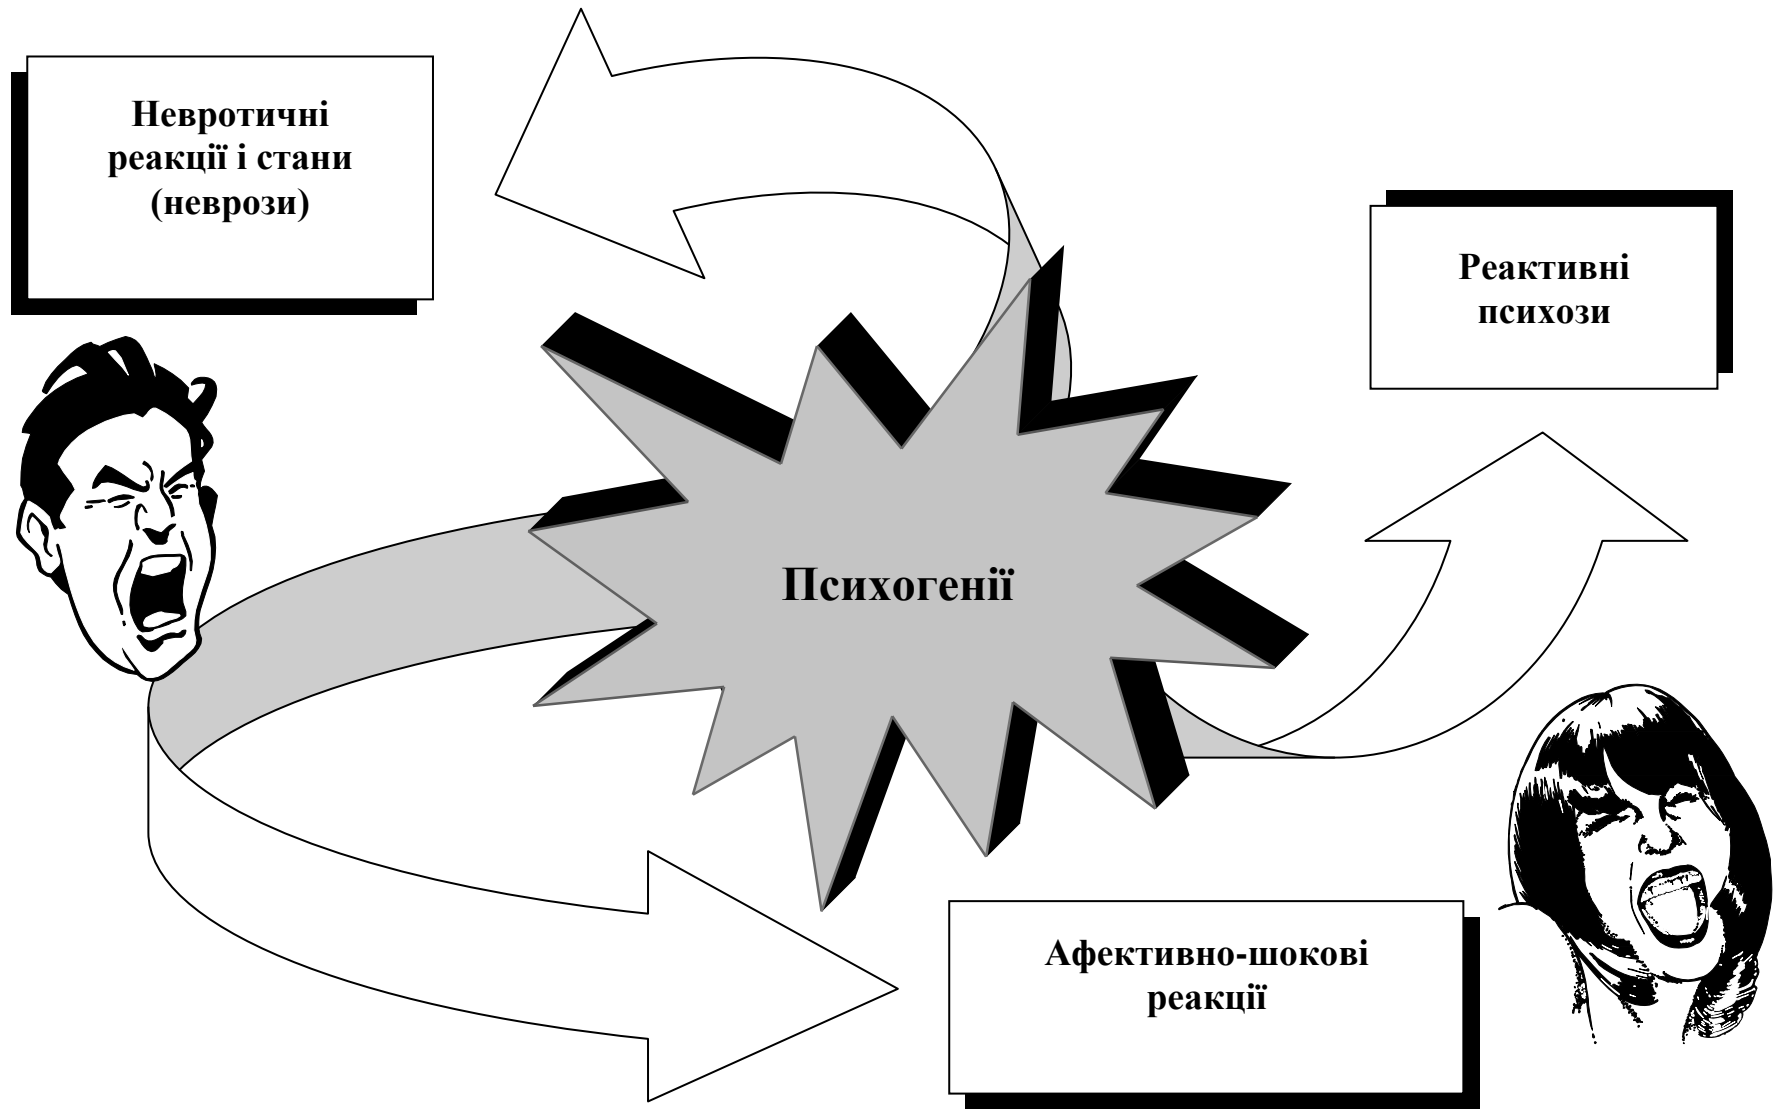 Невротичні
реакції і стани
(неврози)
Реактивні
психози
Психогенії
Афективно-шокові
реакції